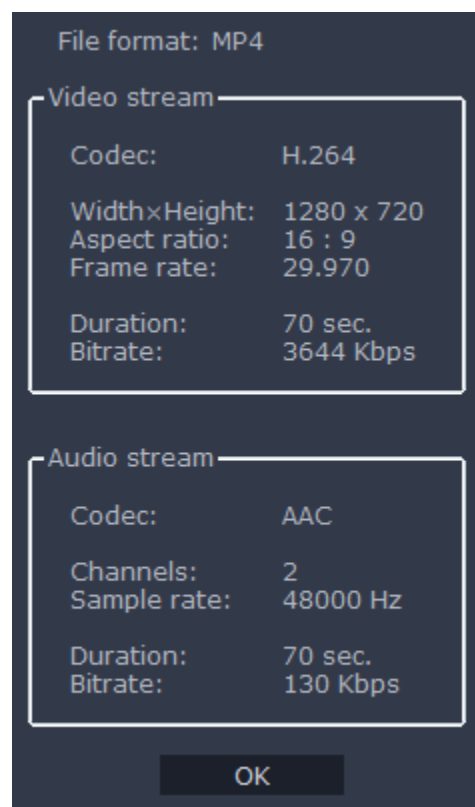 File format: MP4
Video stream
Codec: H.264
Width×Height: 1280 x 720
Aspect ratio: 16 : 9
Frame rate: 29.970
Duration: 70 sec.
Bitrate: 3644 Kbps
Audio stream
Codec: AAC
Channels: 2
Sample rate: 48000 Hz
Duration: 70 sec.
Bitrate: 130 Kbps
OK